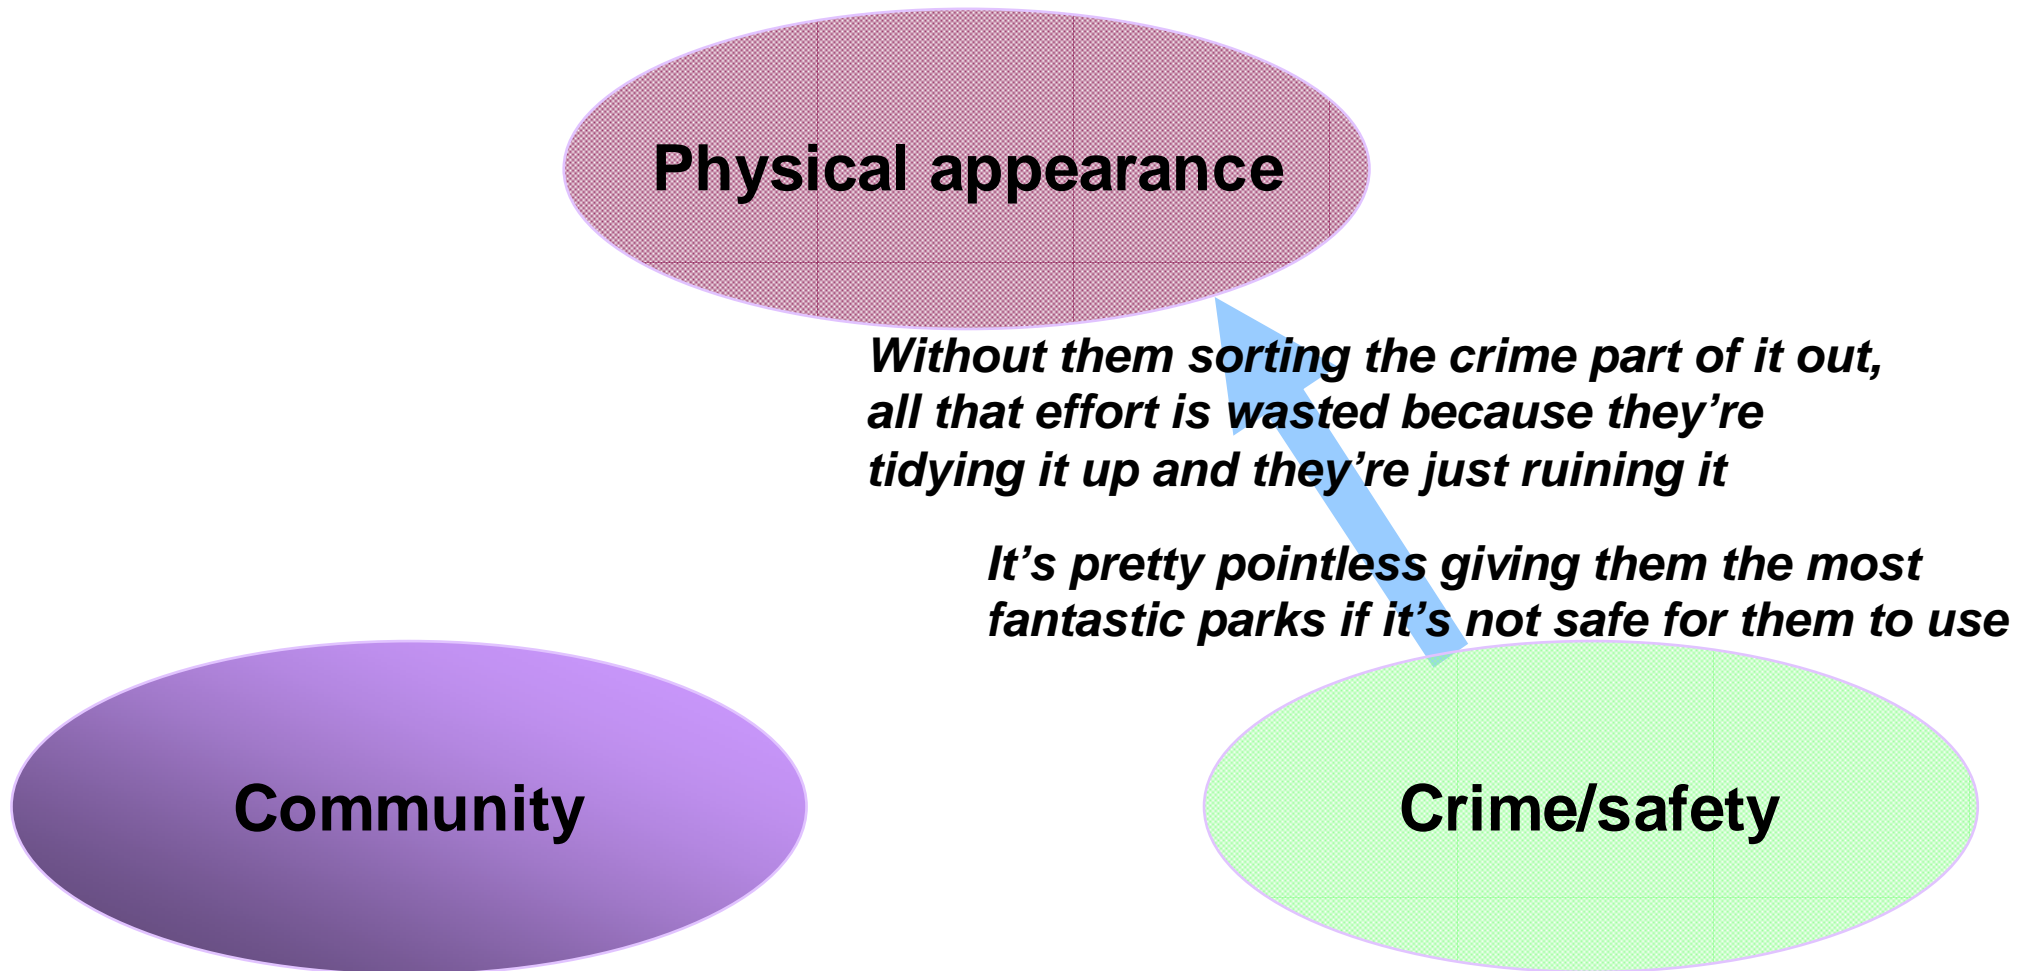 Physical appearance
Without them sorting the crime part of it out,
all that effort is wasted because they’re
tidying it up and they’re just ruining it
It’s pretty pointless giving them the most
fantastic parks if it’s not safe for them to use
Community
Crime/safety